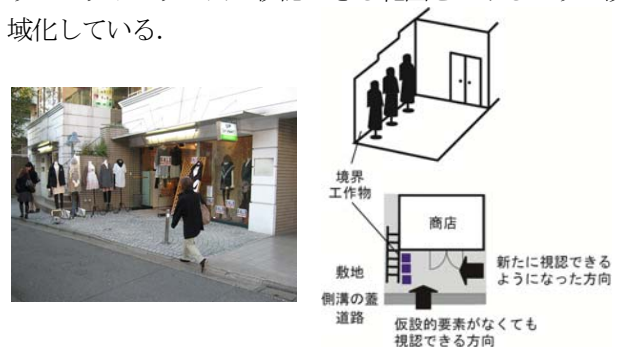 域化している．
境界
工作物
商店
敷地
側溝の蓋
道路
新たに視認できる
ようになった方向
仮設的要素がなくても
視認できる方向